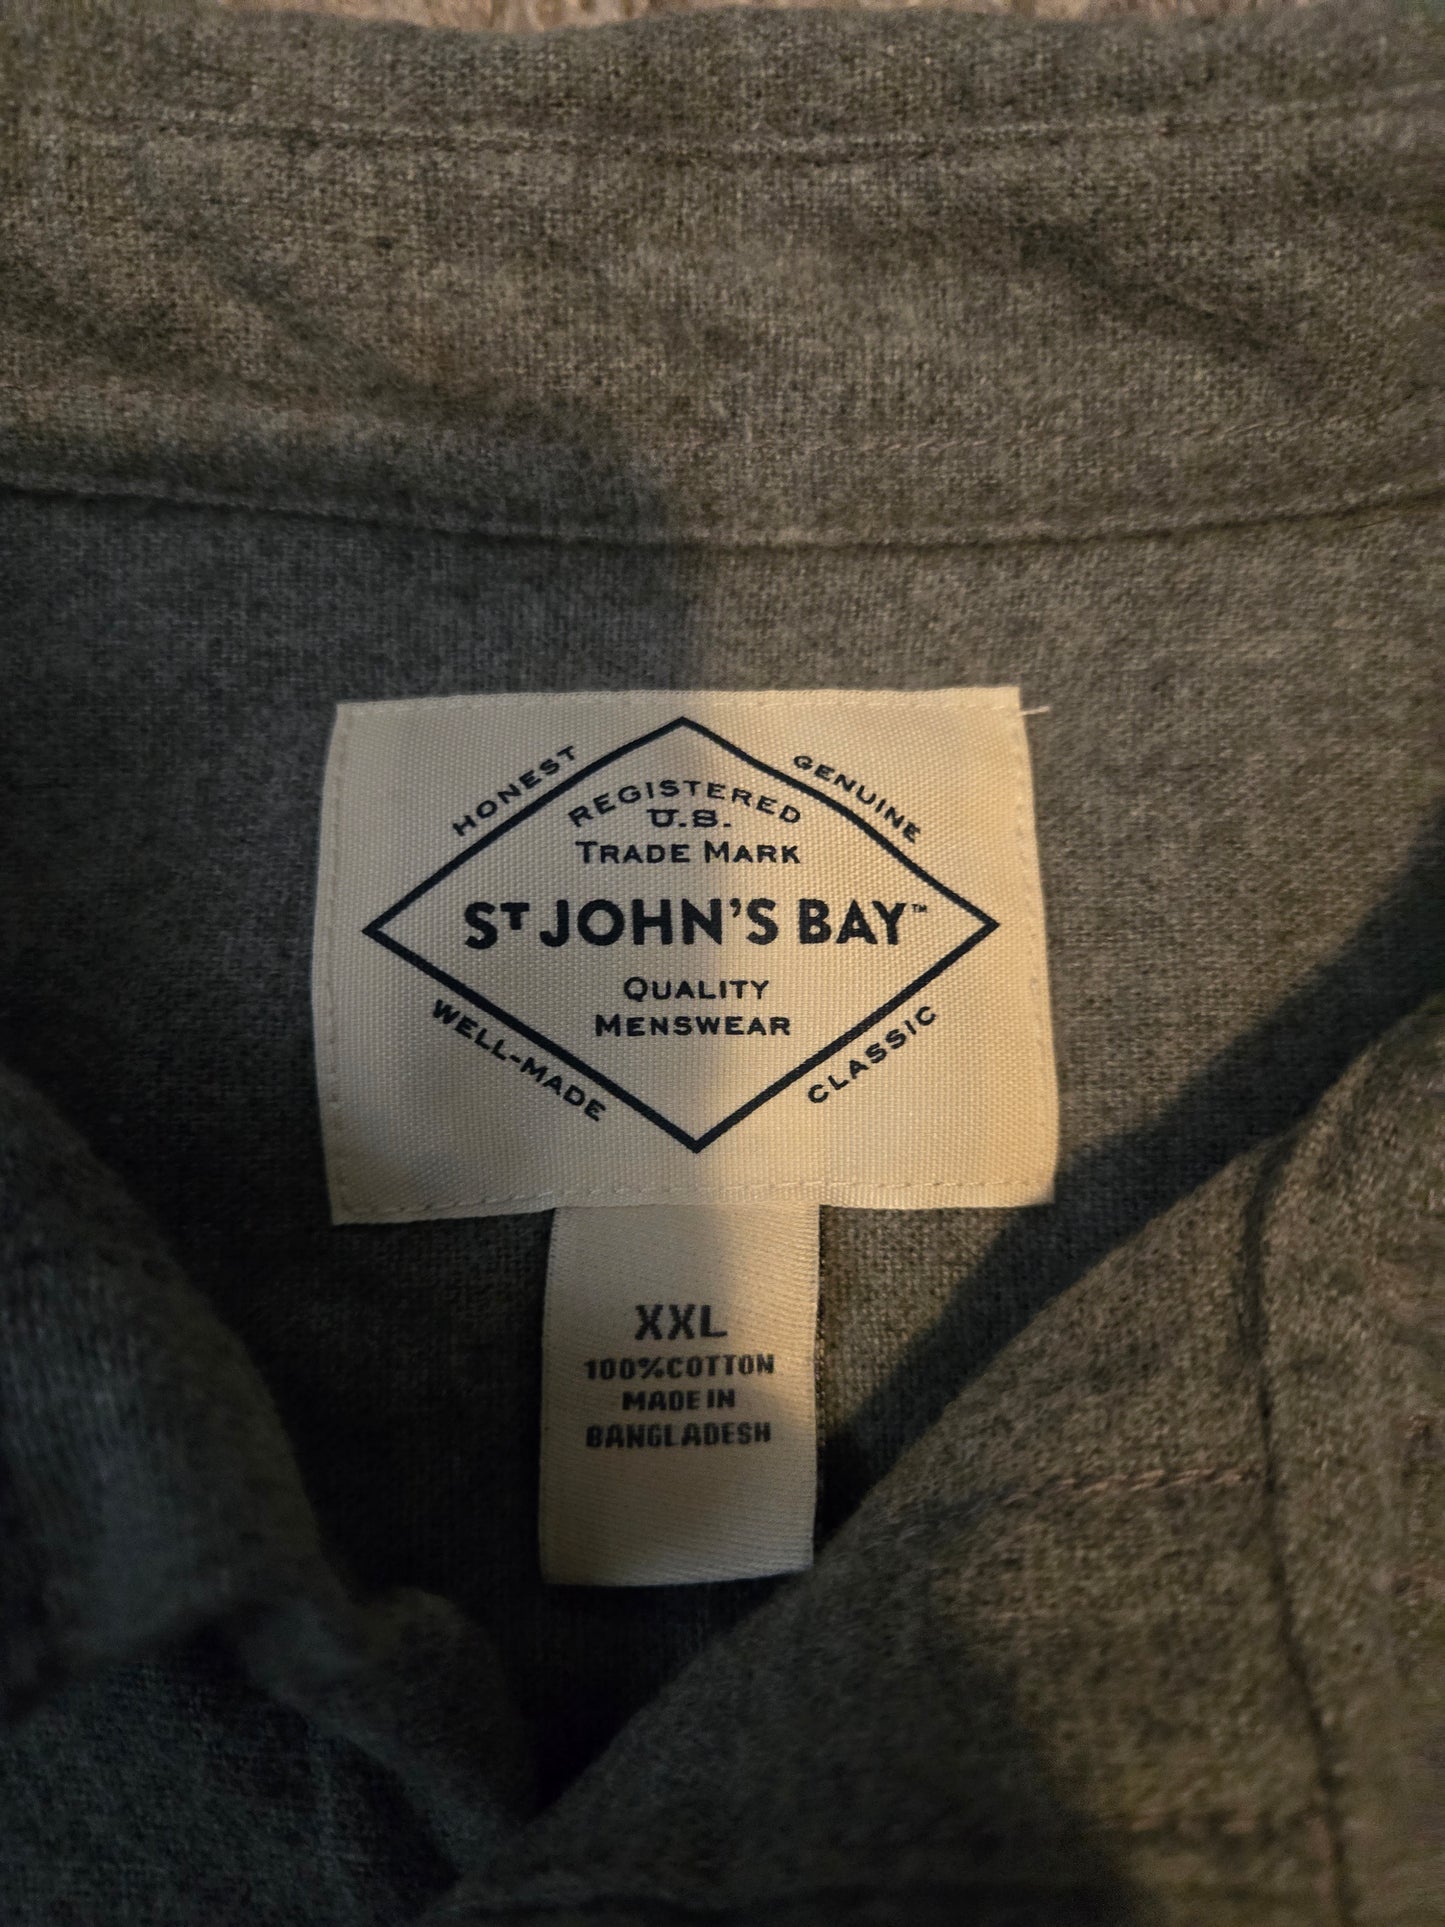 HONEST
GENUINE
REGISTERED
U.S.
TRADE MARK
ST JOHN'S BAY™
QUALITY
MENSWEAR
WELL-MADE
CLASSIC
XXL
100%COTTON
MADE IN
BANGLADESH